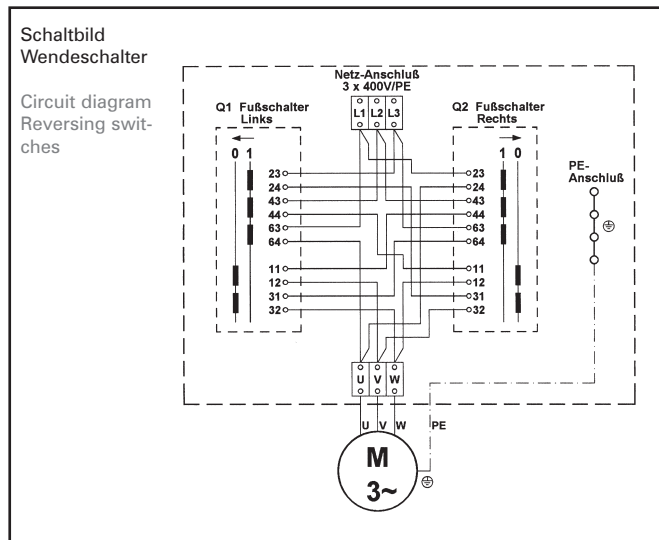 Schaltbild
Wendeschalter
Circuit diagram
Reversing swit-
ches
Netz-Anschluß
3 x 400V/PE
L1 L2 L3
Q1 Fußschalter
Links
0 1
23
24
43
44
63
64
11
12
31
32
Q2 Fußschalter
Rechts
1 0
23
24
43
44
63
64
11
12
31
32
PE-
Anschluß
U V W
U V W PE
M
3~